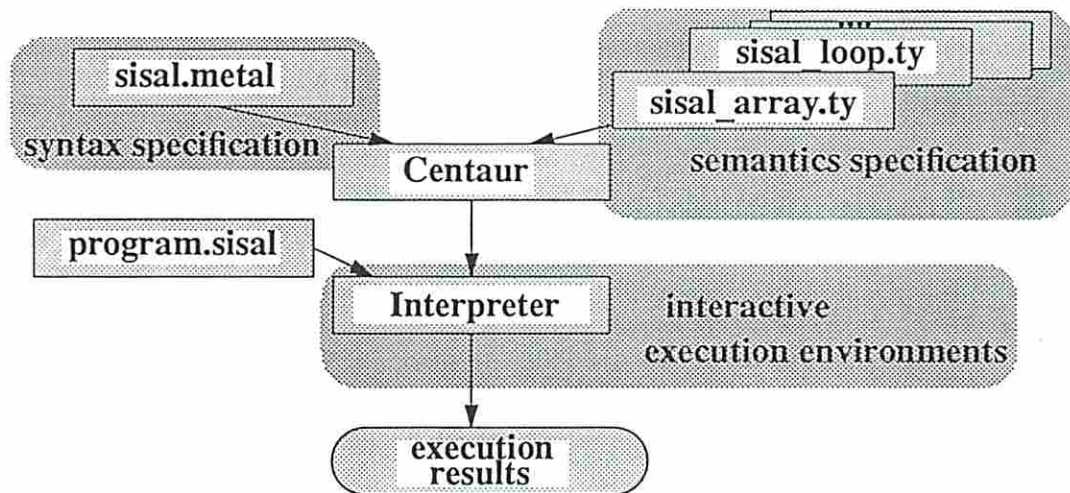 sisal_loop.ty
sisal.metal
sisal_array.ty
syntax specification
semantics specification
Centaur
program.sisal
Interpreter
interactive
execution environments
execution
results